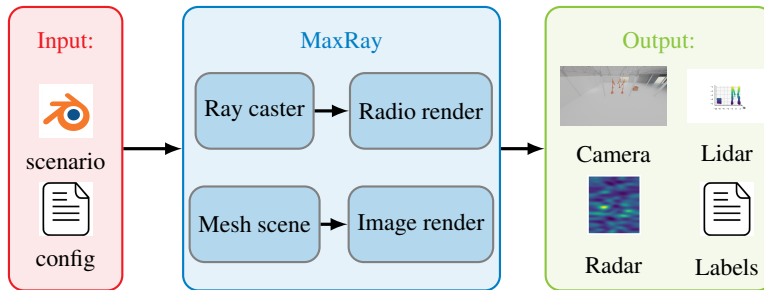 Input:
scenario
config
MaxRay
Ray caster
Radio render
Mesh scene
Image render
Output:
Camera
Lidar
Radar
Labels